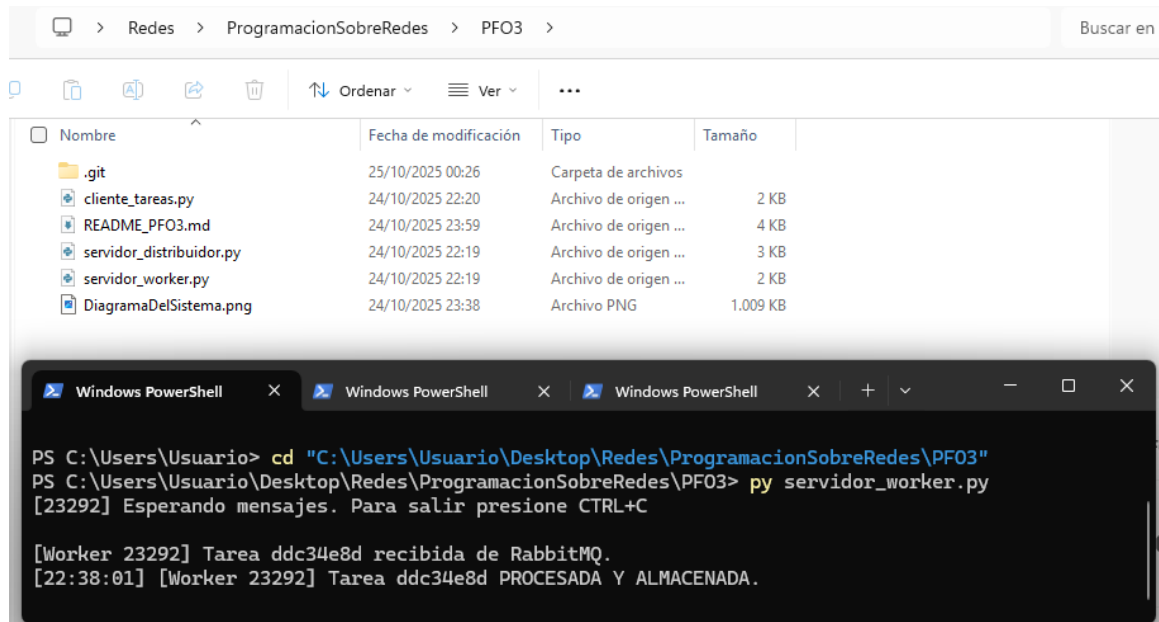 > Redes > ProgramacionSobreRedes > PFO3 > Buscar en
Ordenar Ver ...
Nombre Fecha de modificación Tipo Tamaño
.git 25/10/2025 00:26 Carpeta de archivos
cliente_tareas.py 24/10/2025 22:20 Archivo de origen ... 2 KB
README_PFO3.md 24/10/2025 23:59 Archivo de origen ... 4 KB
servidor_distribuidor.py 24/10/2025 22:19 Archivo de origen ... 3 KB
servidor_worker.py 24/10/2025 22:19 Archivo de origen ... 2 KB
DiagramaDelSistema.png 24/10/2025 23:38 Archivo PNG 1.009 KB
Windows PowerShell Windows PowerShell Windows PowerShell
PS C:\Users\Usuario> cd "C:\Users\Usuario\Desktop\Redes\ProgramacionSobreRedes\PFO3"
PS C:\Users\Usuario\Desktop\Redes\ProgramacionSobreRedes\PFO3> py servidor_worker.py
[23292] Esperando mensajes. Para salir presione CTRL+C
[Worker 23292] Tarea ddc34e8d recibida de RabbitMQ.
[22:38:01] [Worker 23292] Tarea ddc34e8d PROCESADA Y ALMACENADA.